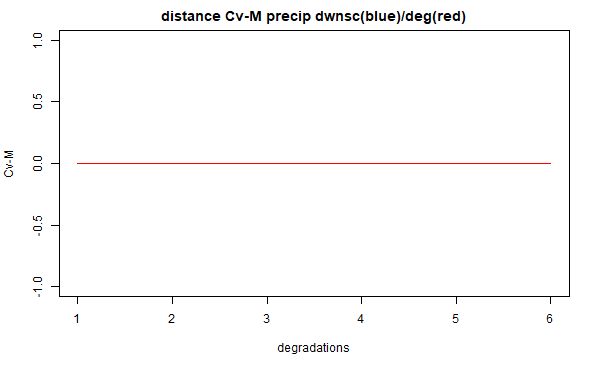 distance Cv-M precip dwnsc(blue)/deg(red)
Cv-M
1.0
0.5
0.0
-0.5
-1.0
1 2 3 4 5 6
degradations